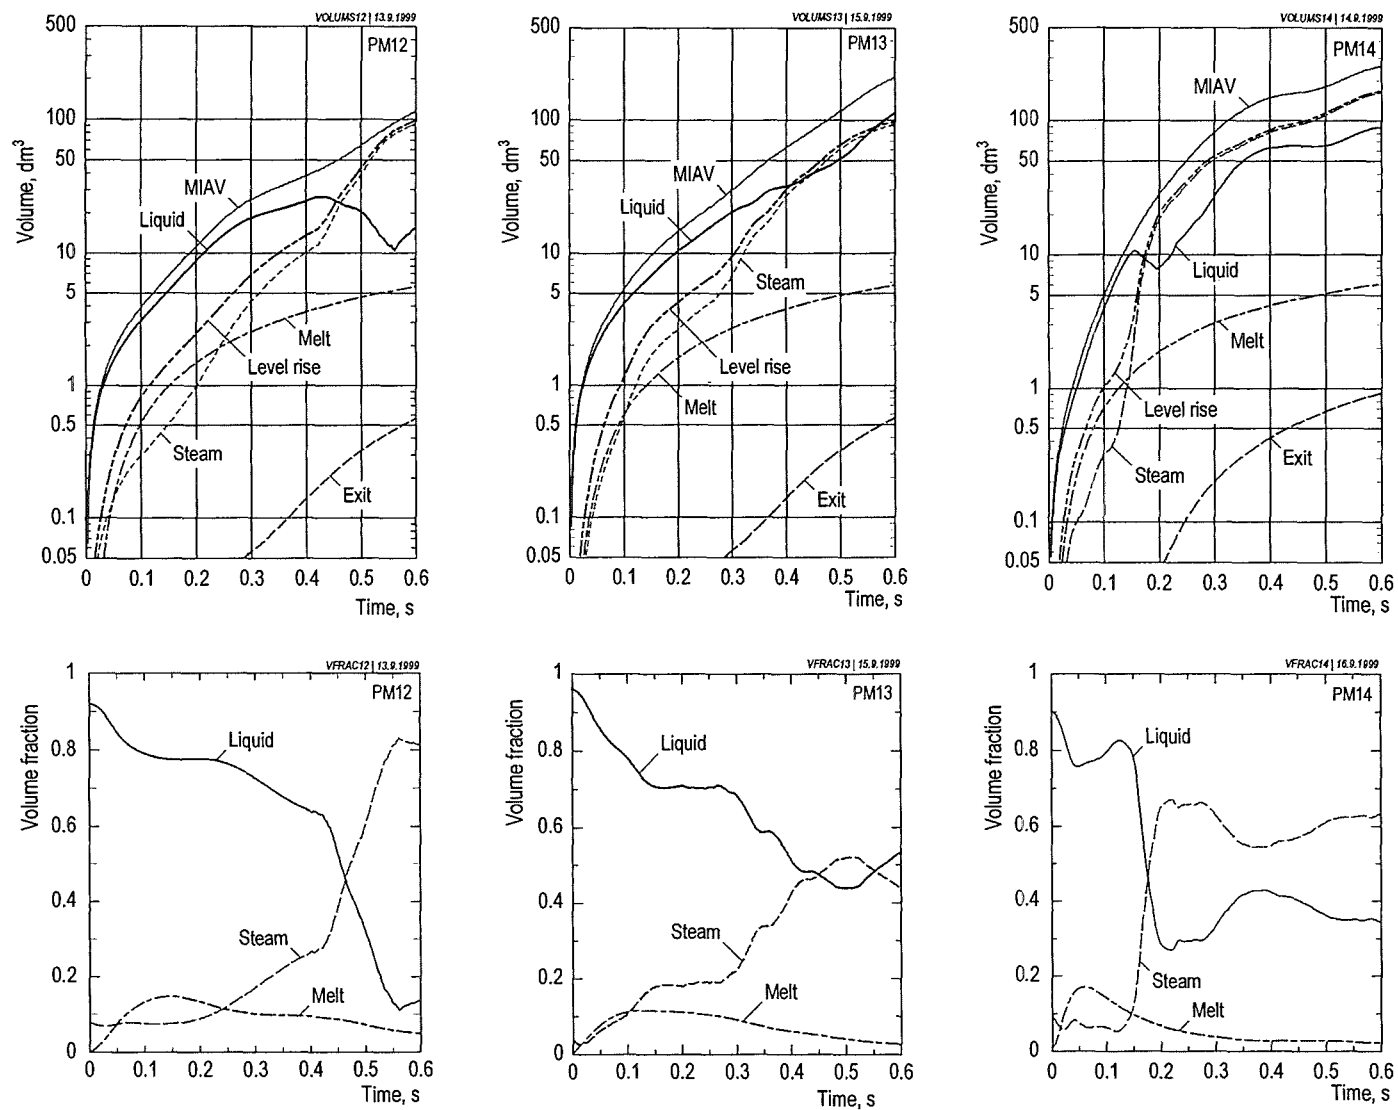 VOLUMS12 | 13.9.1999
500
PM12
100
50
MIAV
Liquid
10
5
Melt
Level rise
1
0.5
Steam
Exit
0.1
0.05
Volume, dm³
0 0.1 0.2 0.3 0.4 0.5 0.6
Time, s
VOLUMS13 | 15.9.1999
500
PM13
100
50
MIAV
Liquid
10
Steam
5
Level rise
1
Melt
0.5
Exit
0.1
0.05
Volume, dm³
0 0.1 0.2 0.3 0.4 0.5 0.6
Time, s
VOLUMS14 | 14.9.1999
500
PM14
MIAV
100
50
10
Liquid
5
Melt
1
Level rise
0.5
Exit
Steam
0.1
0.05
Volume, dm³
0 0.1 0.2 0.3 0.4 0.5 0.6
Time, s
VFRAC12 | 13.9.1999
1
PM12
Liquid
0.8
0.6
0.4
Steam
0.2
Melt
0
Volume fraction
0 0.1 0.2 0.3 0.4 0.5 0.6
Time, s
VFRAC13 | 15.9.1999
1
PM13
Liquid
0.8
0.6
0.4
Steam
0.2
Melt
0
Volume fraction
0 0.1 0.2 0.3 0.4 0.5 0.6
Time, s
VFRAC14 | 16.9.1999
1
PM14
Liquid
0.8
0.6
0.4
0.2
Steam
Melt
0
Volume fraction
0 0.1 0.2 0.3 0.4 0.5 0.6
Time, s